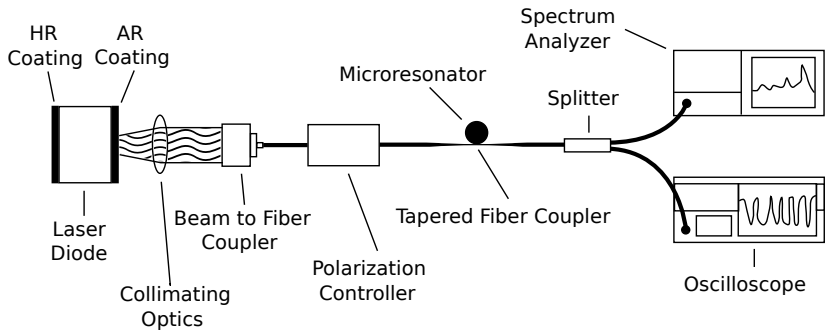 HR
Coating
AR
Coating
Microresonator
Spectrum
Analyzer
Splitter
Laser
Diode
Beam to Fiber
Coupler
Tapered Fiber Coupler
Collimating
Optics
Polarization
Controller
Oscilloscope